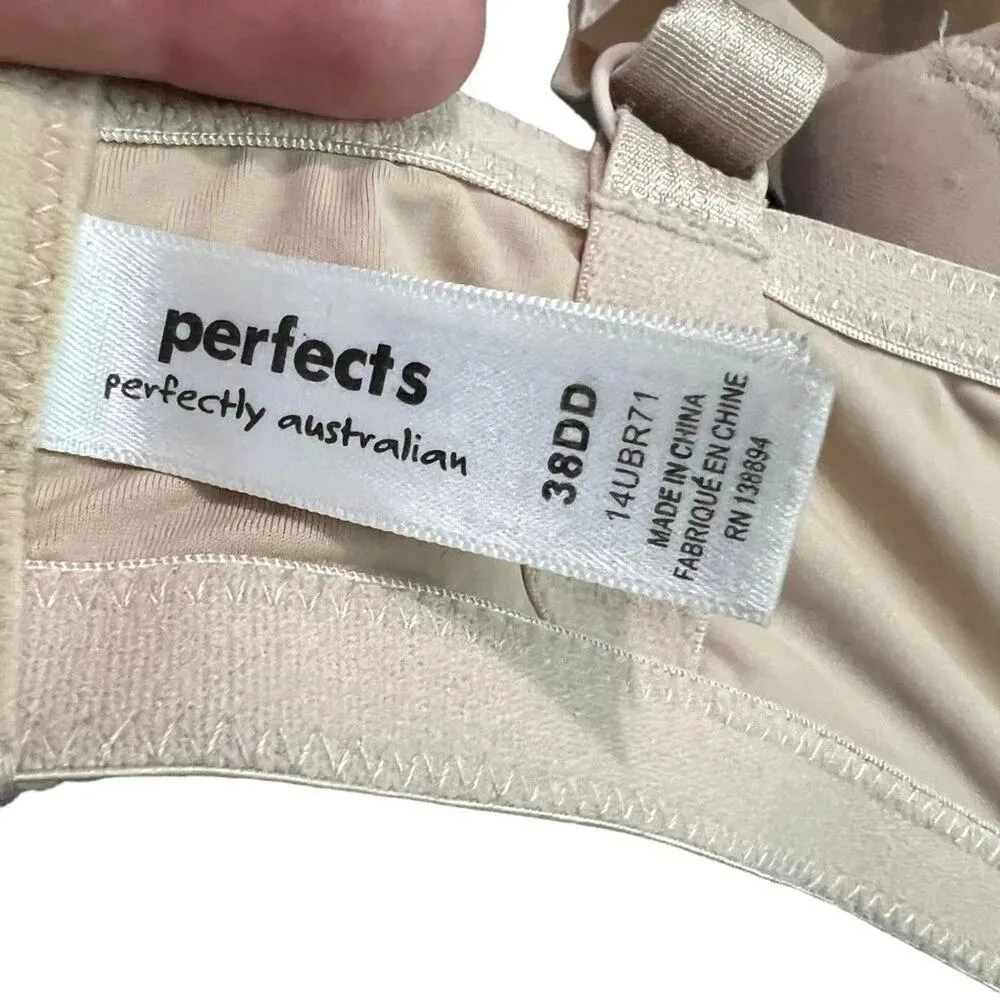 perfects
perfectly australian
38DD
14UBR71
MADE IN CHINA
FABRIQUÉ EN CHINE
RN 138894